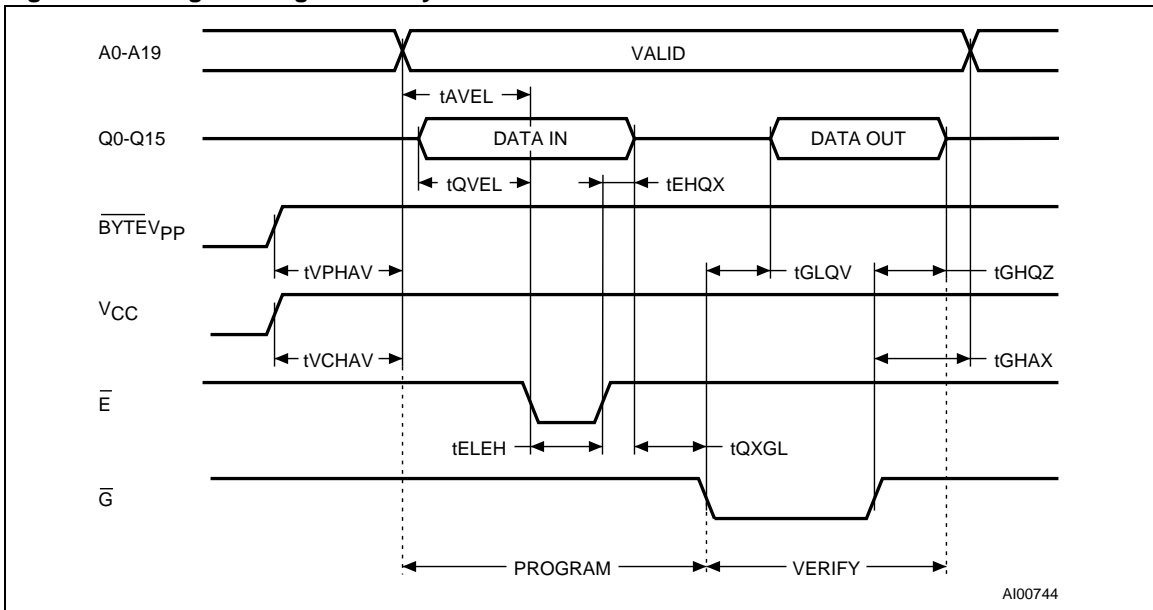 A0-A19
VALID
tAVEL
Q0-Q15
DATA IN
DATA OUT
tQVEL
tEHQX
BYTEVPP
tVPHAV
tGLQV
tGHQZ
VCC
tVCHAV
tGHAX
E
tELEH
tQXGL
G
PROGRAM
VERIFY
AI00744